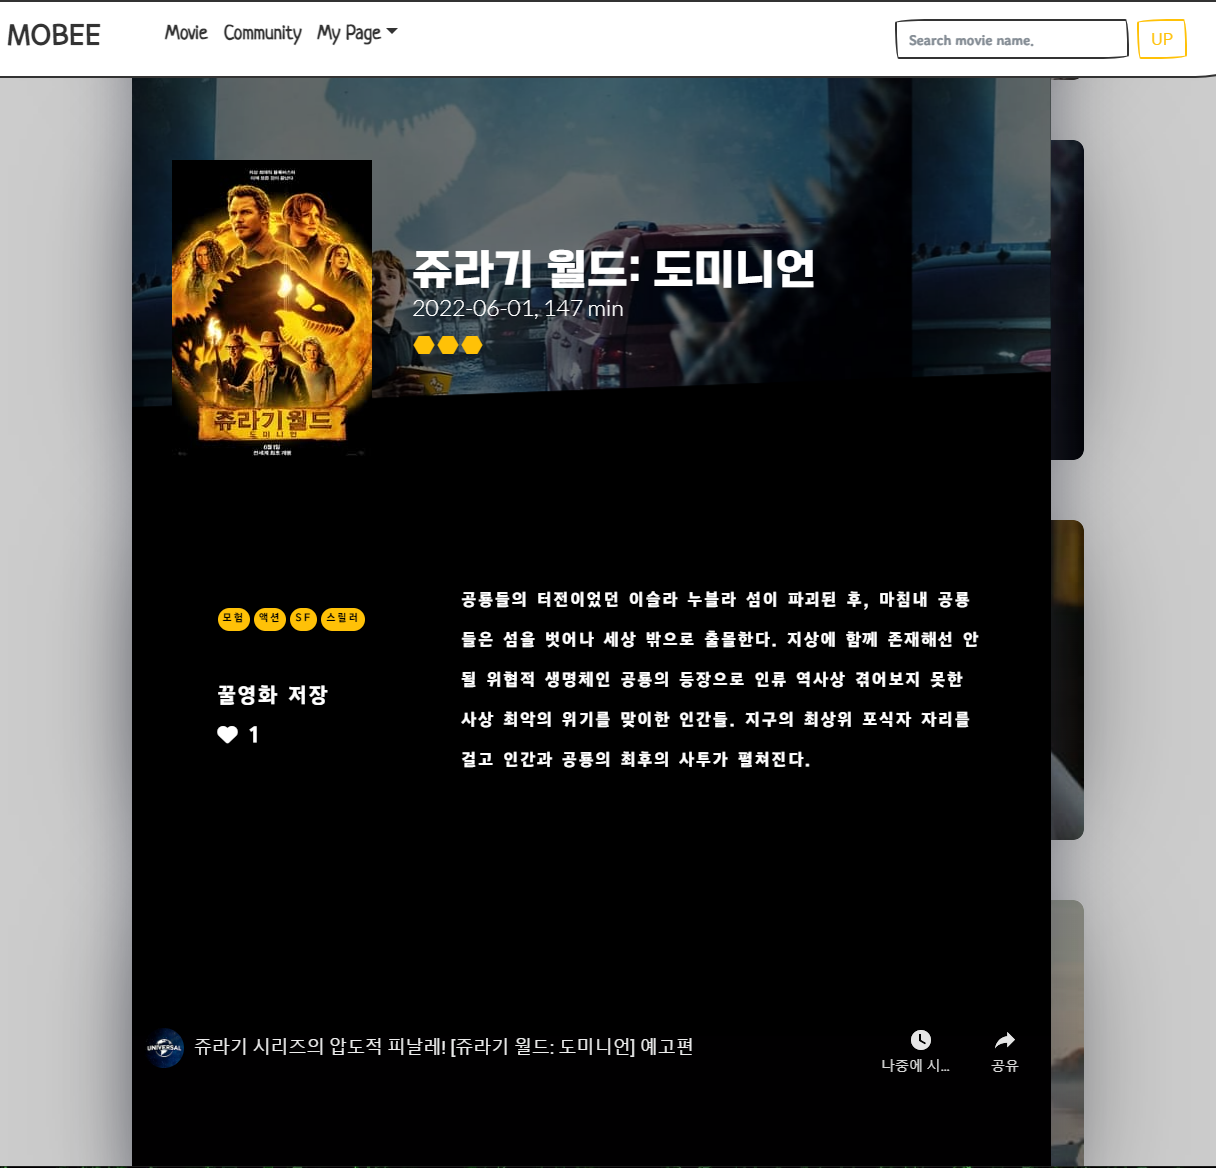 MOBEE
Movie Community My Page
Search movie name.
UP
쥬라기 월드: 도미니언
2022-06-01, 147 min
쥬라기월드
도미니언
모험 액션 SF 스릴러
꿀영화 저장
1
공룡들의 터전이었던 이슬라 누블라 섬이 파괴된 후, 마침내 공룡
들은 섬을 벗어나 세상 밖으로 출몰한다. 지상에 함께 존재해선 안
될 위협적 생명체인 공룡의 등장으로 인류 역사상 겪어보지 못한
사상 최악의 위기를 맞이한 인간들. 지구의 최상위 포식자 자리를
걸고 인간과 공룡의 최후의 사투가 펼쳐진다.
UNIVERSAL
쥬라기 시리즈의 압도적 피날레! [쥬라기 월드: 도미니언] 예고편
나중에 시...
공유